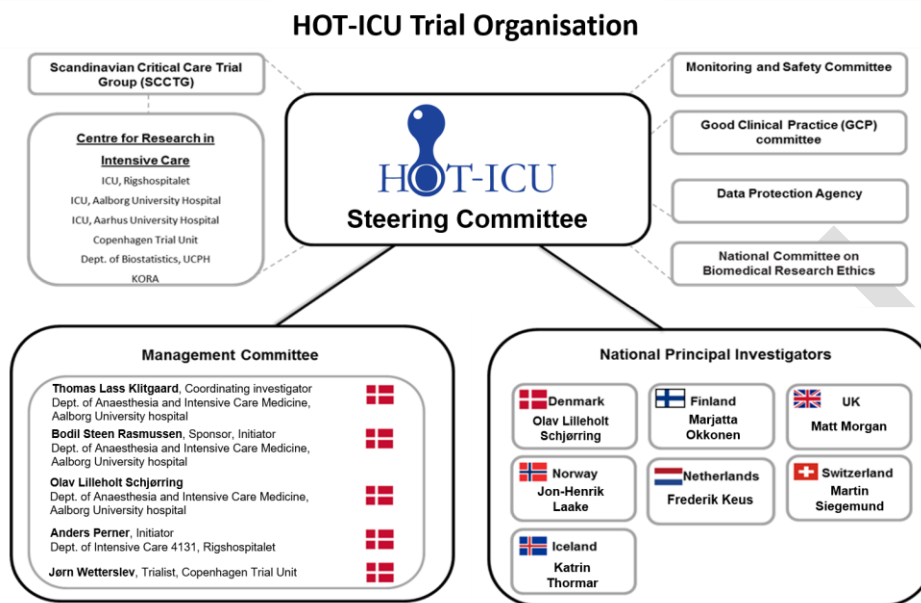 HOT-ICU Trial Organisation
Scandinavian Critical Care Trial
Group (SCCTG)
Centre for Research in
Intensive Care
ICU, Rigshospitalet
ICU, Aalborg University Hospital
ICU, Aarhus University Hospital
Copenhagen Trial Unit
Dept. of Biostatistics, UCPH
KORA
HOT-ICU
Steering Committee
Monitoring and Safety Committee
Good Clinical Practice (GCP)
committee
Data Protection Agency
National Committee on
Biomedical Research Ethics
Management Committee
Thomas Lass Klitgaard, Coordinating investigator
Dept. of Anaesthesia and Intensive Care Medicine,
Aalborg University hospital
Bodil Steen Rasmussen, Sponsor, Initiator
Dept. of Anaesthesia and Intensive Care Medicine,
Aalborg University hospital
Olav Lilleholt Schjørring
Dept. of Anaesthesia and Intensive Care Medicine,
Aalborg University hospital
Anders Perner, Initiator
Dept. of Intensive Care 4131, Rigshospitalet
Jørn Wetterslev, Trialist, Copenhagen Trial Unit
National Principal Investigators
Denmark
Olav Lilleholt
Schjørring
Finland
Marjatta
Okkonen
UK
Matt Morgan
Norway
Jon-Henrik
Laake
Netherlands
Frederik Keus
Switzerland
Martin
Siegemund
Iceland
Katrin
Thormar